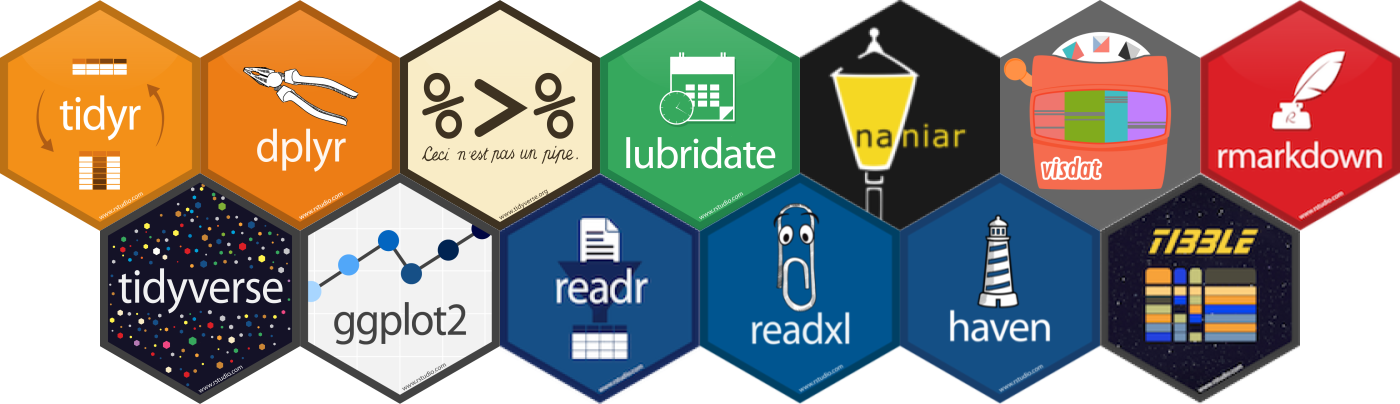 tidyr
www.rstudio.com
dplyr
www.rstudio.com
%>%
Ceci n'est pas un pipe.
www.tidyverse.org
lubridate
www.rstudio.com
naniar
visdat
R
rmarkdown
www.rstudio.com
tidyverse
www.rstudio.com
ggplot2
www.rstudio.com
readr
www.rstudio.com
readxl
www.rstudio.com
haven
www.rstudio.com
TIBBLE
www.rstudio.com